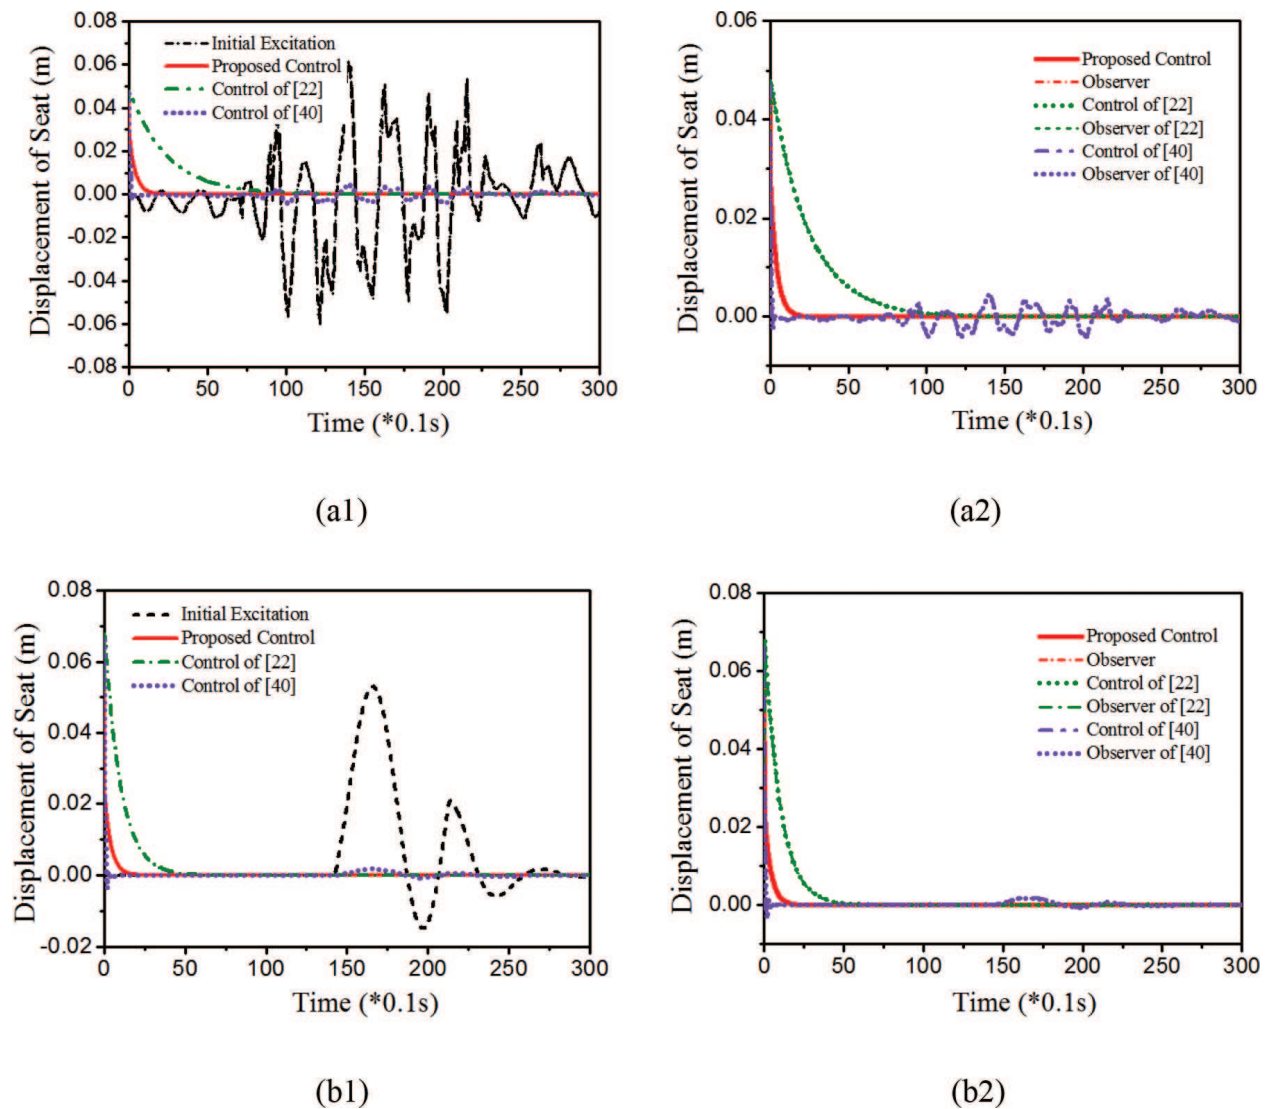 Displacement of Seat (m)
0.08
0.06
0.04
0.02
0.00
-0.02
-0.04
-0.06
-0.08
Initial Excitation
Proposed Control
Control of [22]
Control of [40]
0 50 100 150 200 250 300
Time (*0.1s)
(a1)
Displacement of Seat (m)
0.06
0.04
0.02
0.00
Proposed Control
Observer
Control of [22]
Observer of [22]
Control of [40]
Observer of [40]
0 50 100 150 200 250 300
Time (*0.1s)
(a2)
Displacement of Seat (m)
0.08
0.06
0.04
0.02
0.00
-0.02
Initial Excitation
Proposed Control
Control of [22]
Control of [40]
0 50 100 150 200 250 300
Time (*0.1s)
(b1)
Displacement of Seat (m)
0.08
0.06
0.04
0.02
0.00
Proposed Control
Observer
Control of [22]
Observer of [22]
Control of [40]
Observer of [40]
0 50 100 150 200 250 300
Time (*0.1s)
(b2)